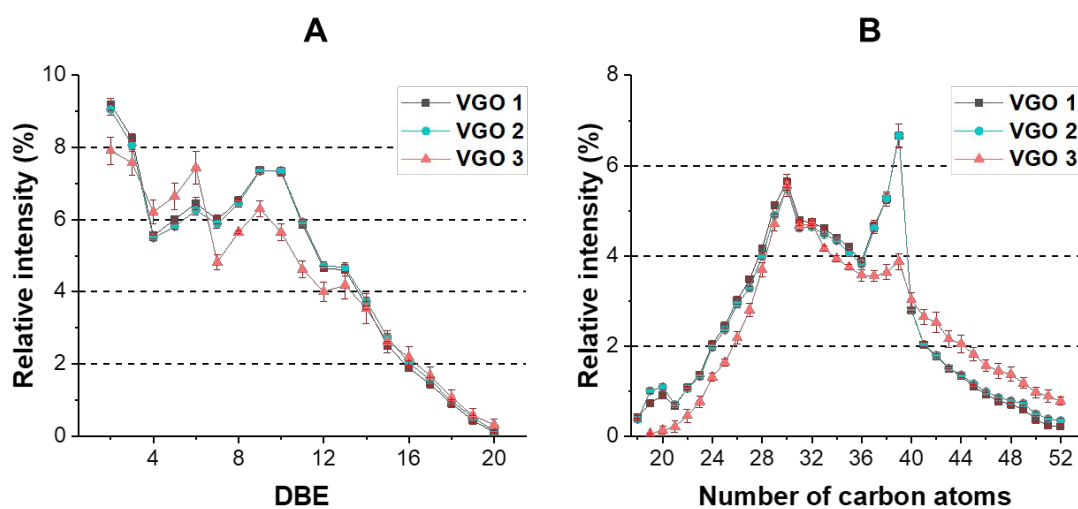 A
Relative intensity (%)
10
8
6
4
2
0
4
8
12
16
20
DBE
VGO 1
VGO 2
VGO 3
B
Relative intensity (%)
8
6
4
2
0
20
24
28
32
36
40
44
48
52
Number of carbon atoms
VGO 1
VGO 2
VGO 3